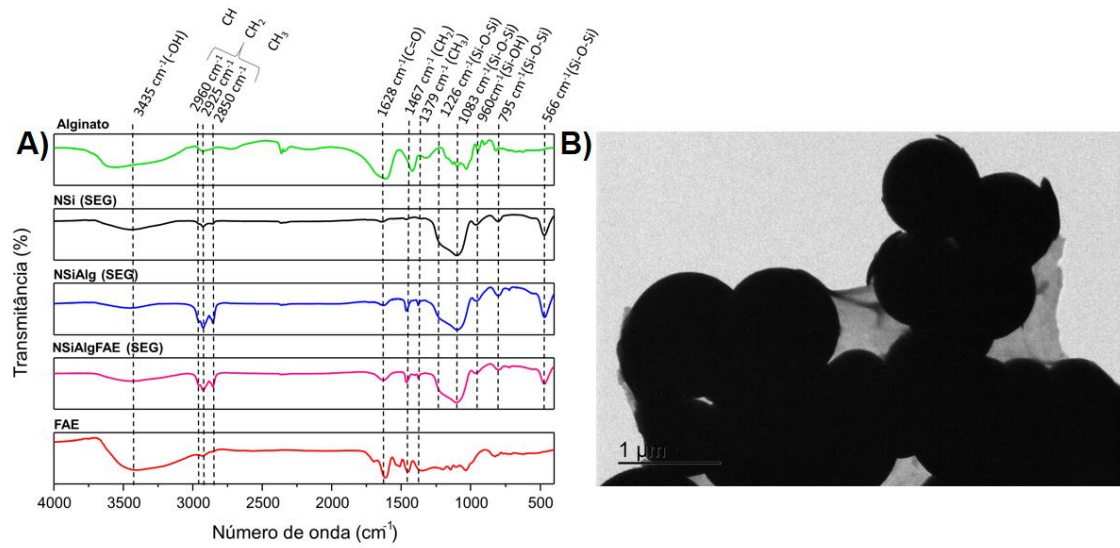 A)
B)
CH
CH2
CH3
3435 cm-1(-OH)
2960 cm-1
2925 cm-1
2850 cm-1
1628 cm-1(C=O)
1467 cm-1 (CH2)
1379 cm-1 (CH3)
1226 cm-1(Si-O-Si)
1083 cm-1(Si-O-Si)
960cm-1(Si-OH)
795 cm-1(Si-O-Si)
566 cm-1(Si-O-Si)
Alginato
NSi (SEG)
NSiAlg (SEG)
NSiAlgFAE (SEG)
FAE
Transmitância (%)
4000 3500 3000 2500 2000 1500 1000 500
Número de onda (cm-1)
1 µm